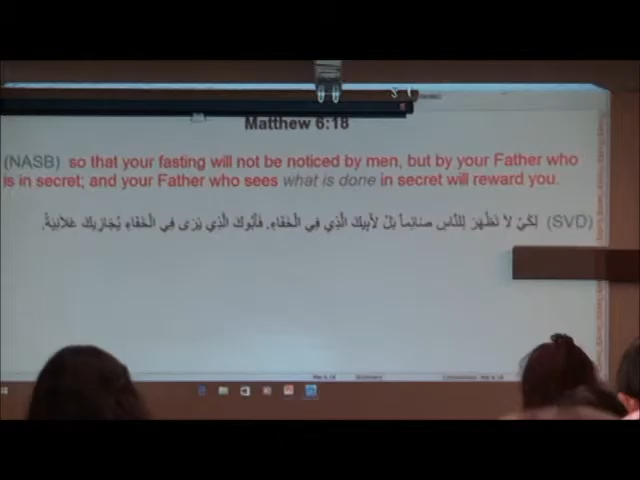 Matthew 6:18
(NASB) so that your fasting will not be noticed by men, but by your Father who
is in secret; and your Father who sees what is done in secret will reward you.
(SVD) لِكَيْ لاَ تَظْهَرَ لِلنَّاسِ صَائِماً بَلْ لأَبِيكَ الَّذِي فِي الْخَفَاءِ. فَأَبُوكَ الَّذِي يَرَى فِي الْخَفَاءِ يُجَازِيكَ عَلاَنِيَةً.